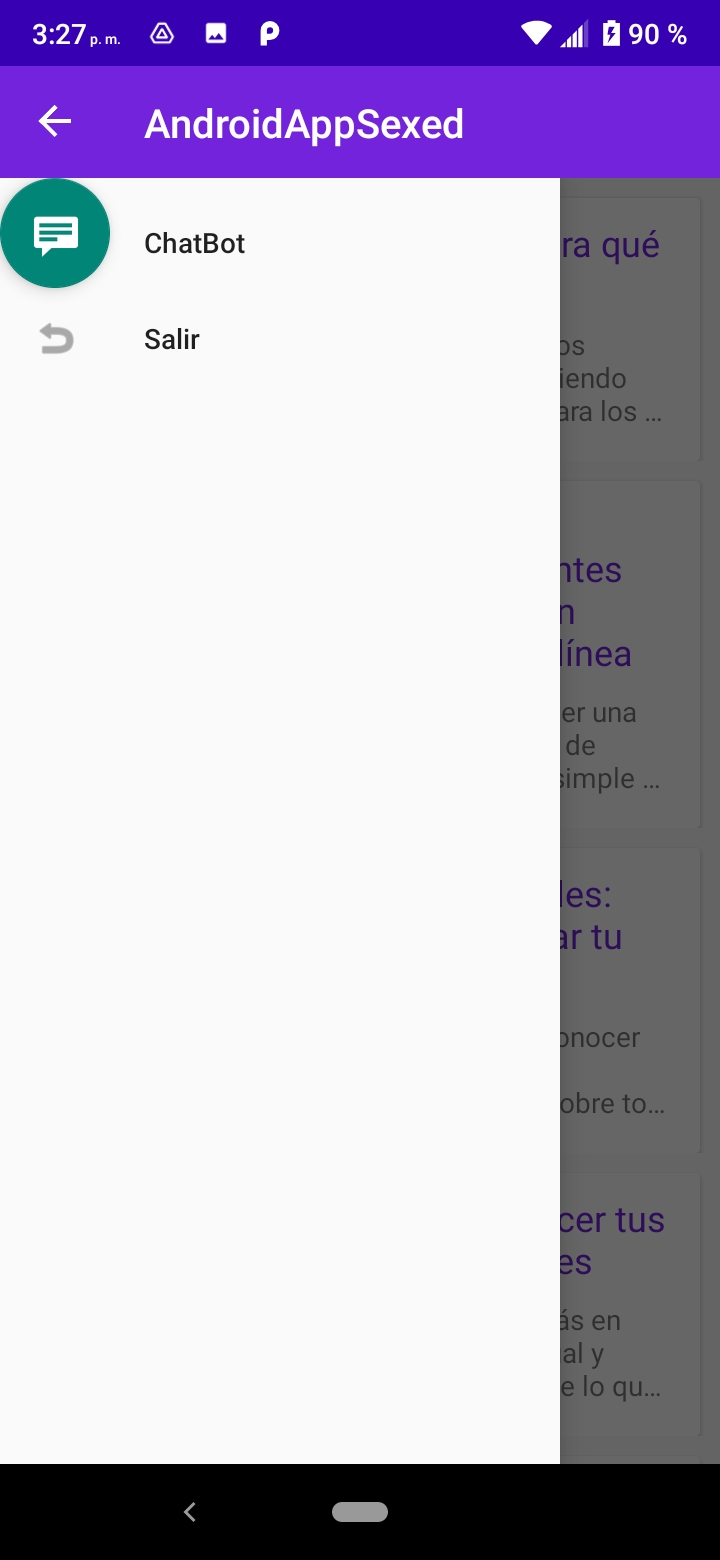 3:27 p. m. 90 %
AndroidAppSexed
ChatBot
Salir
ra qué
os
iendo
ara los ...
ntes
n
línea
er una
de
simple ...
les:
ar tu
onocer
obre to...
cer tus
es
ás en
al y
e lo qu...